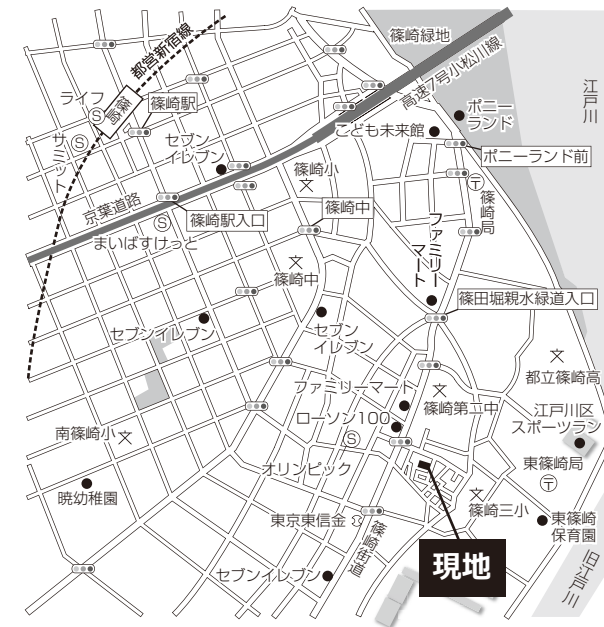 都営新宿線
篠崎緑地
高速7号小松川線
江戸川
ライフ
Ⓢ
篠崎
篠崎駅
ポニー
ランド
サミット
Ⓢ
セブン
イレブン
こども未来館
ポニーランド前
篠崎小
文
〒
篠崎局
京葉道路
篠崎駅入口
篠崎中
Ⓢ
まいばすけっと
ファミリー
マート
文
篠崎中
篠田堀親水緑道入口
セブンイレブン
セブン
イレブン
文
都立篠崎高
ファミリーマート
文
篠崎第二中
江戸川区
スポーツラン
南篠崎小
文
ローソン100
Ⓢ
オリンピック
東篠崎局
〒
暁幼稚園
文
篠崎三小
東京東信金
篠崎街道
東篠崎
保育園
現地
セブンイレブン
旧江戸川